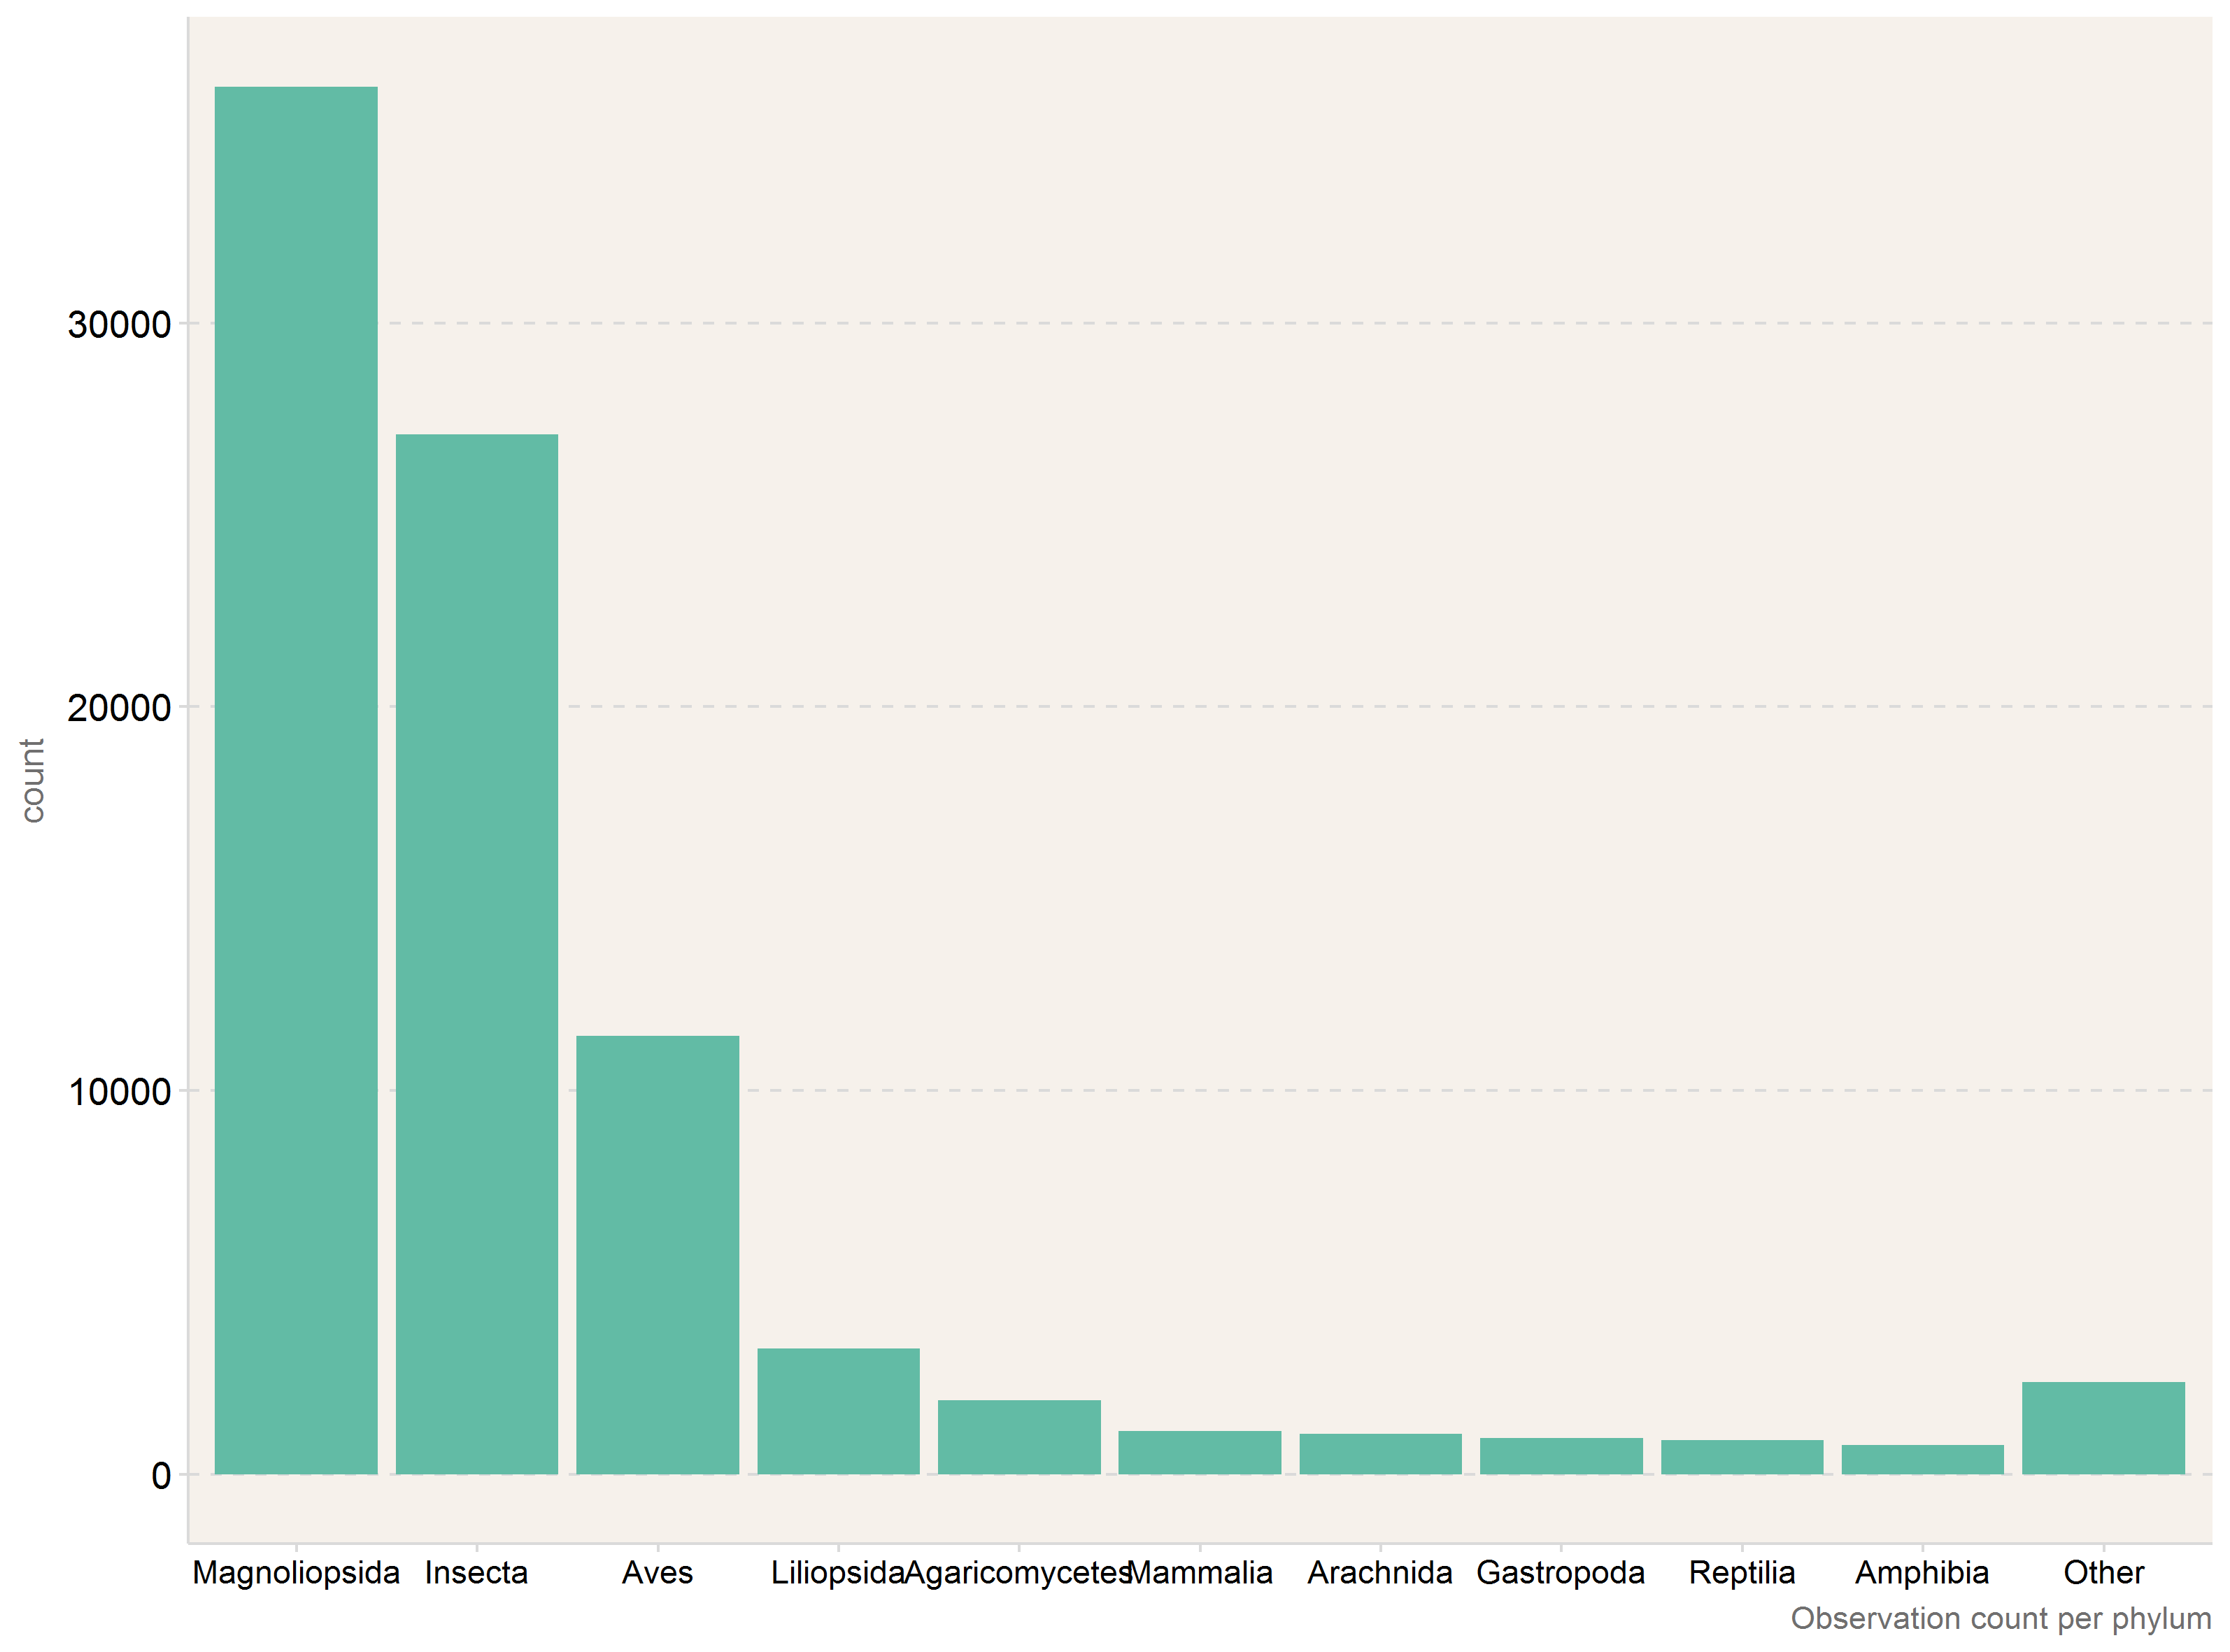 30000
20000
10000
0
count
Magnoliopsida Insecta Aves Liliopsida Agaricomycetes Mammalia Arachnida Gastropoda Reptilia Amphibia Other
Observation count per phylum